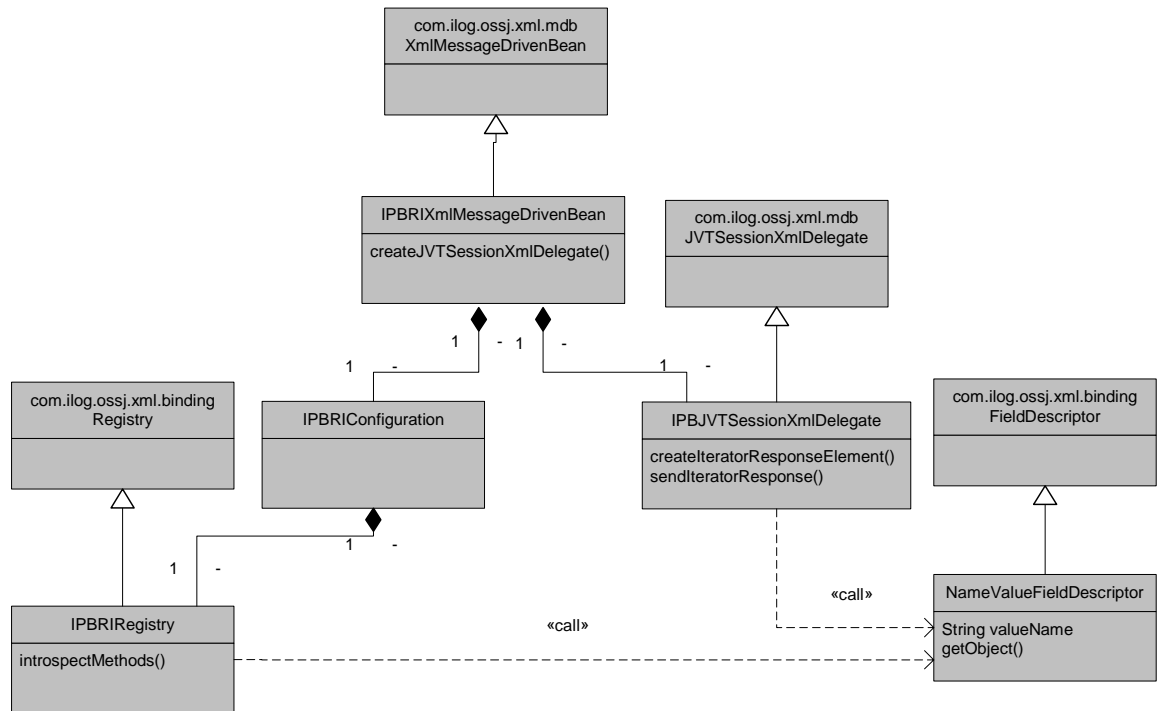 com.ilog.ossj.xml.mdb
XmlMessageDrivenBean
IPBRIXmlMessageDrivenBean
createJVTSessionXmlDelegate()
com.ilog.ossj.xml.mdb
JVTSessionXmlDelegate
1 - 1 -
1 -
1 -
com.ilog.ossj.xml.binding
Registry
IPBRIConfiguration
IPBJVTSessionXmlDelegate
createIteratorResponseElement()
sendIteratorResponse()
com.ilog.ossj.xml.binding
FieldDescriptor
1 -
1 -
«call»
«call»
IPBRIRegistry
introspectMethods()
NameValueFieldDescriptor
String valueName
getObject()